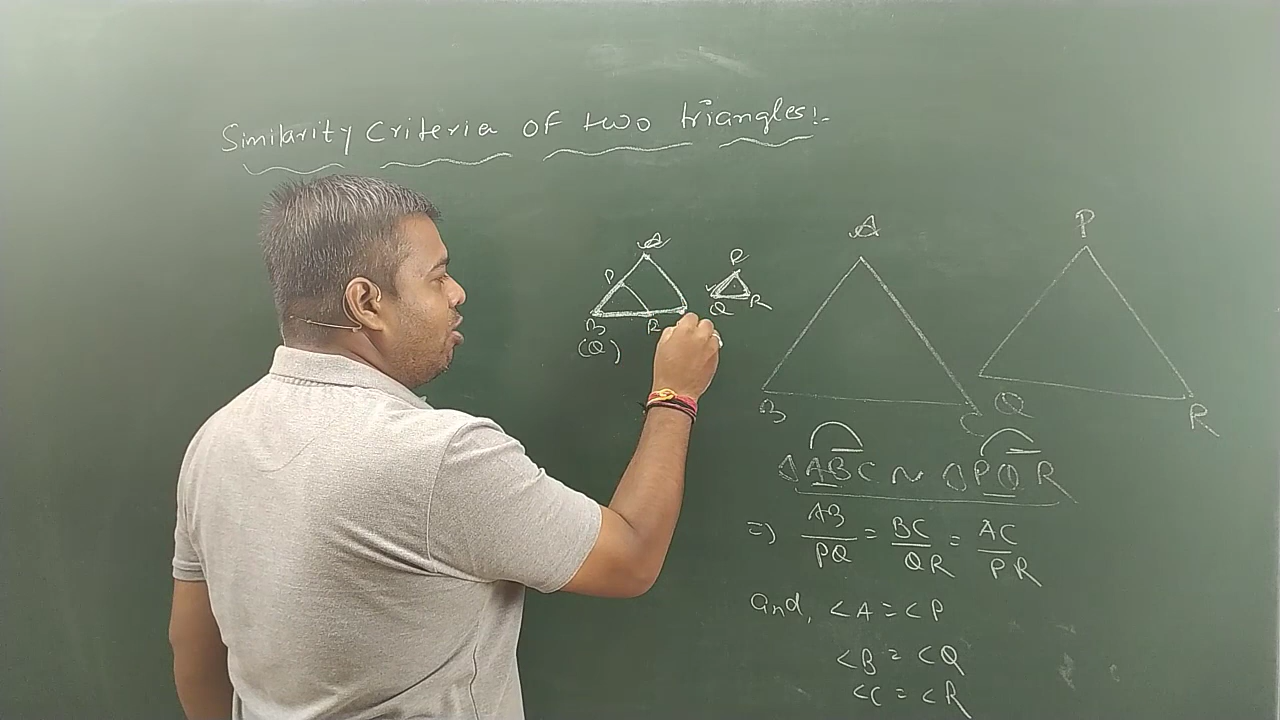 Similarity Criteria of two triangles:-
A
P
B
R
(Q)
P
Q
R
A
B
C
P
Q
R
△ABC ~ △PQR
=) AB/PQ = BC/QR = AC/PR
and, <A = <P
<B = <Q
<C = <R